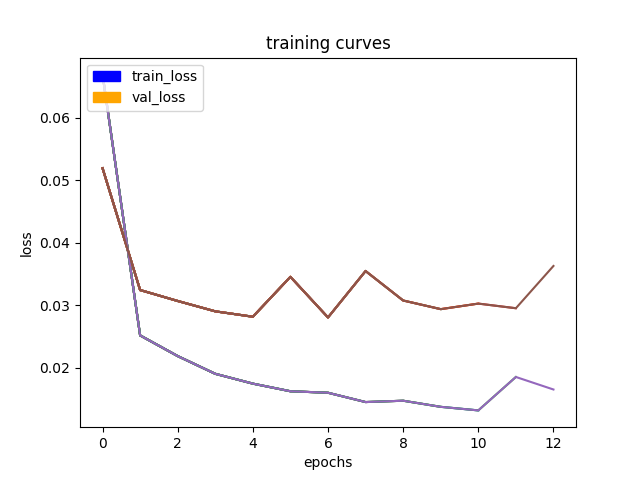 training curves
train_loss
val_loss
0.06
0.05
0.04
0.03
0.02
loss
0 2 4 6 8 10 12
epochs